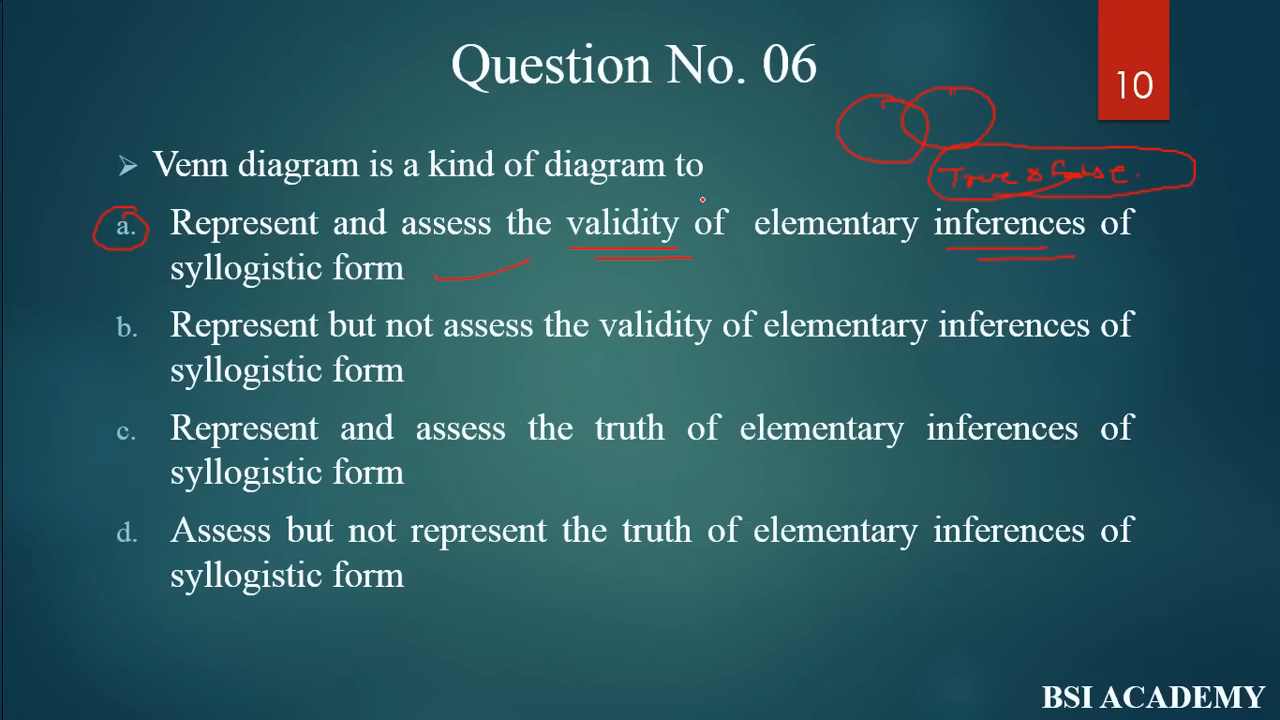 Question No. 06
10
➢ Venn diagram is a kind of diagram to
True & False.
a. Represent and assess the validity of elementary inferences of
syllogistic form
b. Represent but not assess the validity of elementary inferences of
syllogistic form
c. Represent and assess the truth of elementary inferences of
syllogistic form
d. Assess but not represent the truth of elementary inferences of
syllogistic form
BSI ACADEMY